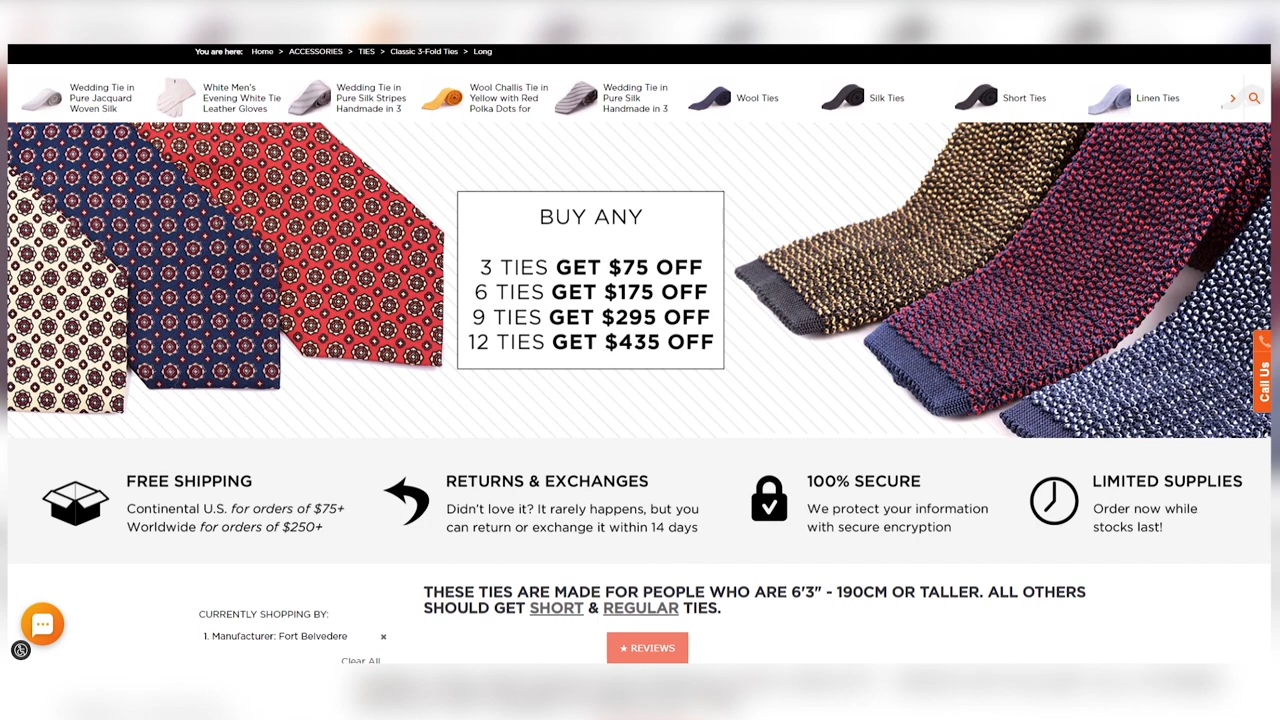 You are here: Home > ACCESSORIES > TIES > Classic 3-Fold Ties > Long
Wedding Tie in
Pure Jacquard
Woven Silk
White Men's
Evening White Tie
Leather Gloves
Wedding Tie in
Pure Silk Stripes
Handmade in 3
Wool Challis Tie in
Yellow with Red
Polka Dots for
Wedding Tie in
Pure Silk
Handmade in 3
Wool Ties
Silk Ties
Short Ties
Linen Ties
BUY ANY
3 TIES GET $75 OFF
6 TIES GET $175 OFF
9 TIES GET $295 OFF
12 TIES GET $435 OFF
Call Us
FREE SHIPPING
Continental U.S. for orders of $75+
Worldwide for orders of $250+
RETURNS & EXCHANGES
Didn't love it? It rarely happens, but you
can return or exchange it within 14 days
100% SECURE
We protect your information
with secure encryption
LIMITED SUPPLIES
Order now while
stocks last!
THESE TIES ARE MADE FOR PEOPLE WHO ARE 6'3" - 190CM OR TALLER. ALL OTHERS
SHOULD GET SHORT & REGULAR TIES.
CURRENTLY SHOPPING BY:
1. Manufacturer: Fort Belvedere
Clear All
★ REVIEWS